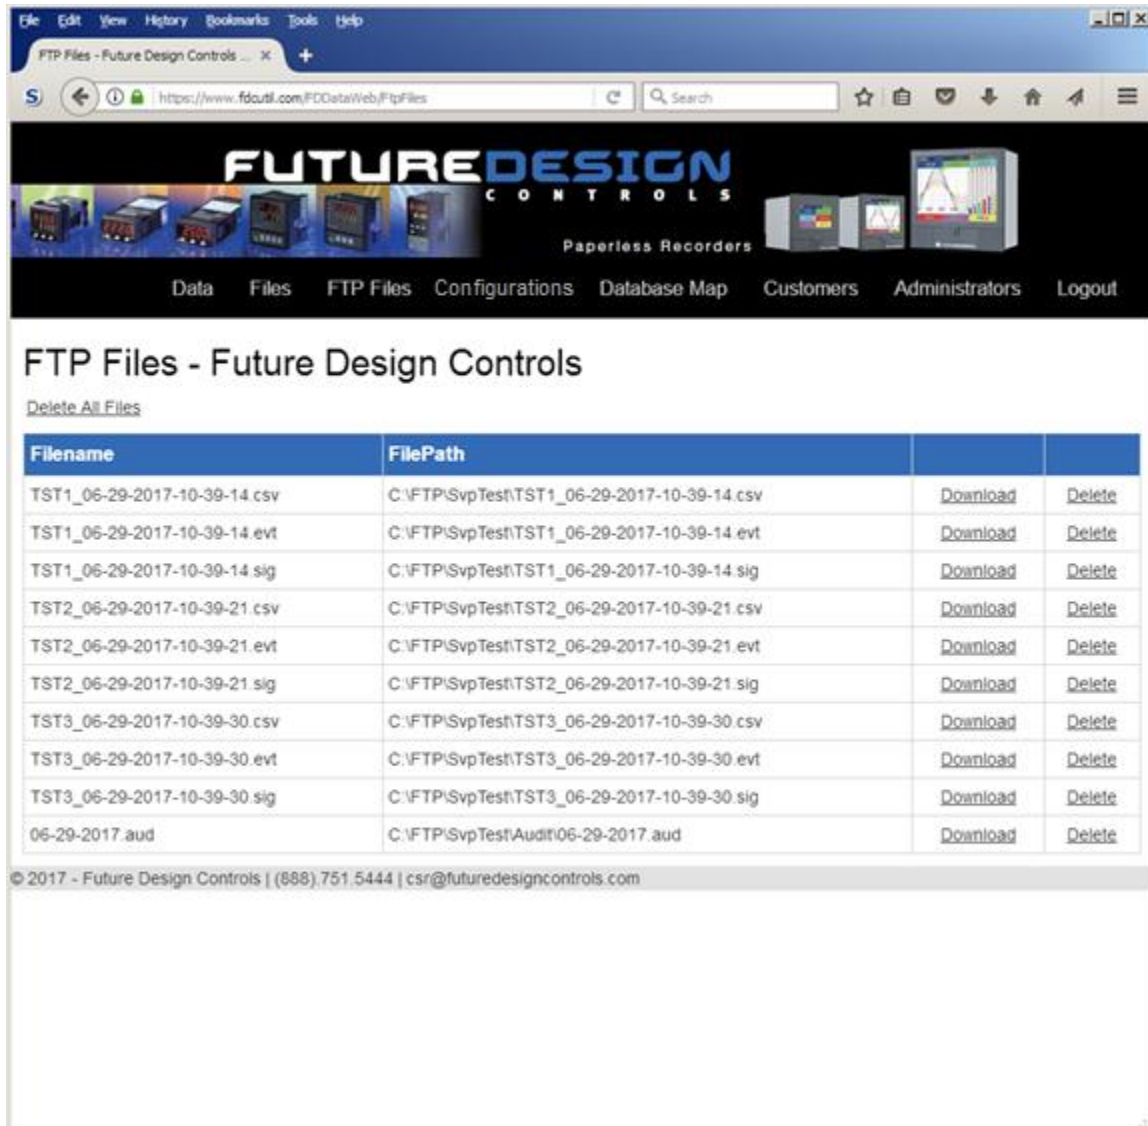 File Edit View History Bookmarks Tools Help
FTP Files - Future Design Controls ... ×
https://www.fdcutil.com/FDDataWeb/FtpFiles Search
FUTUREDESIGN
CONTROLS
Paperless Recorders
Data Files FTP Files Configurations Database Map Customers Administrators Logout
FTP Files - Future Design Controls
Delete All Files
Filename FilePath
TST1_06-29-2017-10-39-14.csv C:\FTP\SvpTest\TST1_06-29-2017-10-39-14.csv Download Delete
TST1_06-29-2017-10-39-14.evt C:\FTP\SvpTest\TST1_06-29-2017-10-39-14.evt Download Delete
TST1_06-29-2017-10-39-14.sig C:\FTP\SvpTest\TST1_06-29-2017-10-39-14.sig Download Delete
TST2_06-29-2017-10-39-21.csv C:\FTP\SvpTest\TST2_06-29-2017-10-39-21.csv Download Delete
TST2_06-29-2017-10-39-21.evt C:\FTP\SvpTest\TST2_06-29-2017-10-39-21.evt Download Delete
TST2_06-29-2017-10-39-21.sig C:\FTP\SvpTest\TST2_06-29-2017-10-39-21.sig Download Delete
TST3_06-29-2017-10-39-30.csv C:\FTP\SvpTest\TST3_06-29-2017-10-39-30.csv Download Delete
TST3_06-29-2017-10-39-30.evt C:\FTP\SvpTest\TST3_06-29-2017-10-39-30.evt Download Delete
TST3_06-29-2017-10-39-30.sig C:\FTP\SvpTest\TST3_06-29-2017-10-39-30.sig Download Delete
06-29-2017.aud C:\FTP\SvpTest\Audit\06-29-2017.aud Download Delete
© 2017 - Future Design Controls | (888).751.5444 | csr@futuredesigncontrols.com